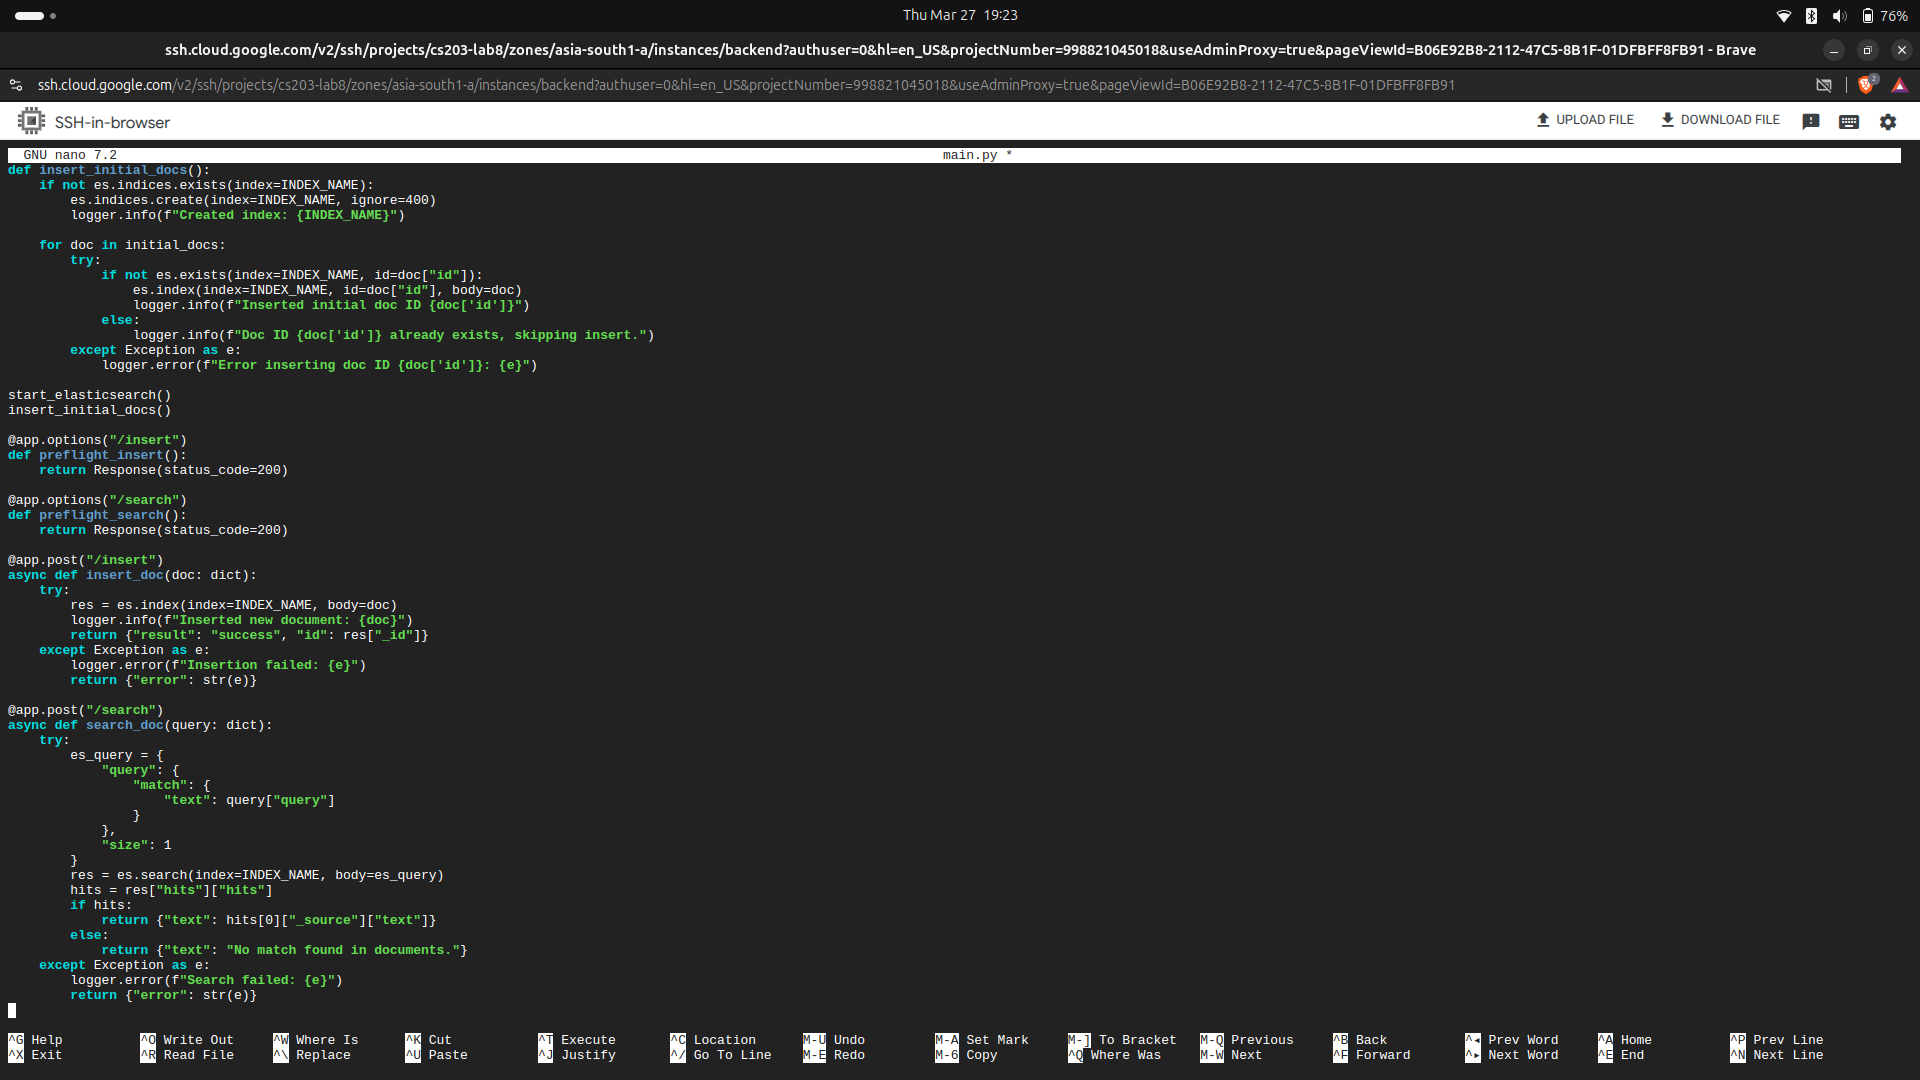 Thu Mar 27  19:23
76%
ssh.cloud.google.com/v2/ssh/projects/cs203-lab8/zones/asia-south1-a/instances/backend?authuser=0&hl=en_US&projectNumber=998821045018&useAdminProxy=true&pageViewId=B06E92B8-2112-47C5-8B1F-01DFBFF8FB91 - Brave
ssh.cloud.google.com/v2/ssh/projects/cs203-lab8/zones/asia-south1-a/instances/backend?authuser=0&hl=en_US&projectNumber=998821045018&useAdminProxy=true&pageViewId=B06E92B8-2112-47C5-8B1F-01DFBFF8FB91
2
SSH-in-browser
UPLOAD FILE
DOWNLOAD FILE
GNU nano 7.2    main.py *
def insert_initial_docs():
    if not es.indices.exists(index=INDEX_NAME):
        es.indices.create(index=INDEX_NAME, ignore=400)
        logger.info(f"Created index: {INDEX_NAME}")

    for doc in initial_docs:
        try:
            if not es.exists(index=INDEX_NAME, id=doc["id"]):
                es.index(index=INDEX_NAME, id=doc["id"], body=doc)
                logger.info(f"Inserted initial doc ID {doc['id']}")
            else:
                logger.info(f"Doc ID {doc['id']} already exists, skipping insert.")
        except Exception as e:
            logger.error(f"Error inserting doc ID {doc['id']}: {e}")

start_elasticsearch()
insert_initial_docs()

@app.options("/insert")
def preflight_insert():
    return Response(status_code=200)

@app.options("/search")
def preflight_search():
    return Response(status_code=200)

@app.post("/insert")
async def insert_doc(doc: dict):
    try:
        res = es.index(index=INDEX_NAME, body=doc)
        logger.info(f"Inserted new document: {doc}")
        return {"result": "success", "id": res["_id"]}
    except Exception as e:
        logger.error(f"Insertion failed: {e}")
        return {"error": str(e)}

@app.post("/search")
async def search_doc(query: dict):
    try:
        es_query = {
            "query": {
                "match": {
                    "text": query["query"]
                }
            },
            "size": 1
        }
        res = es.search(index=INDEX_NAME, body=es_query)
        hits = res["hits"]["hits"]
        if hits:
            return {"text": hits[0]["_source"]["text"]}
        else:
            return {"text": "No match found in documents."}
    except Exception as e:
        logger.error(f"Search failed: {e}")
        return {"error": str(e)}

^G Help  ^O Write Out  ^W Where Is  ^K Cut  ^T Execute  ^C Location  M-U Undo  M-A Set Mark  M-] To Bracket  M-Q Previous  ^B Back  ^◂ Prev Word  ^A Home  ^P Prev Line
^X Exit  ^R Read File  ^\ Replace  ^U Paste  ^J Justify  ^/ Go To Line  M-E Redo  M-6 Copy  ^Q Where Was  M-W Next  ^F Forward  ^▸ Next Word  ^E End  ^N Next Line